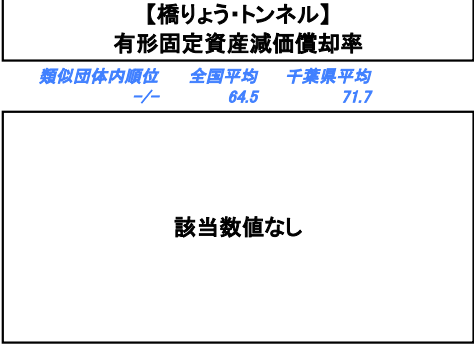 【橋りょう・トンネル】
有形固定資産減価償却率
類似団体内順位 全国平均 千葉県平均
-/- 64.5 71.7
該当数値なし